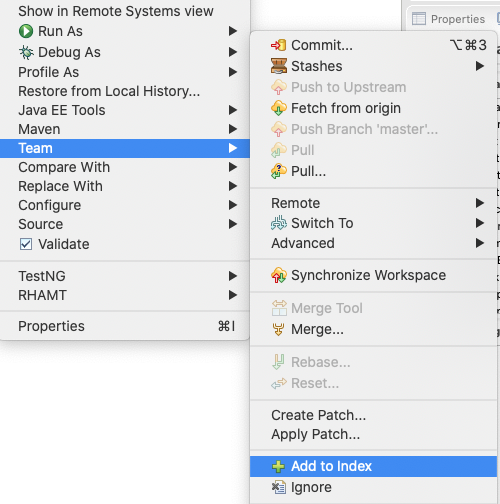 Show in Remote Systems view
Run As
Debug As
Profile As
Restore from Local History...
Java EE Tools
Maven
Team
Compare With
Replace With
Configure
Source
Validate
TestNG
RHAMT
Properties ⌘I
Properties
Commit... ⌥⌘3
Stashes
Push to Upstream
Fetch from origin
Push Branch 'master'...
Pull
Pull...
Remote
Switch To
Advanced
Synchronize Workspace
Merge Tool
Merge...
Rebase...
Reset...
Create Patch...
Apply Patch...
Add to Index
Ignore